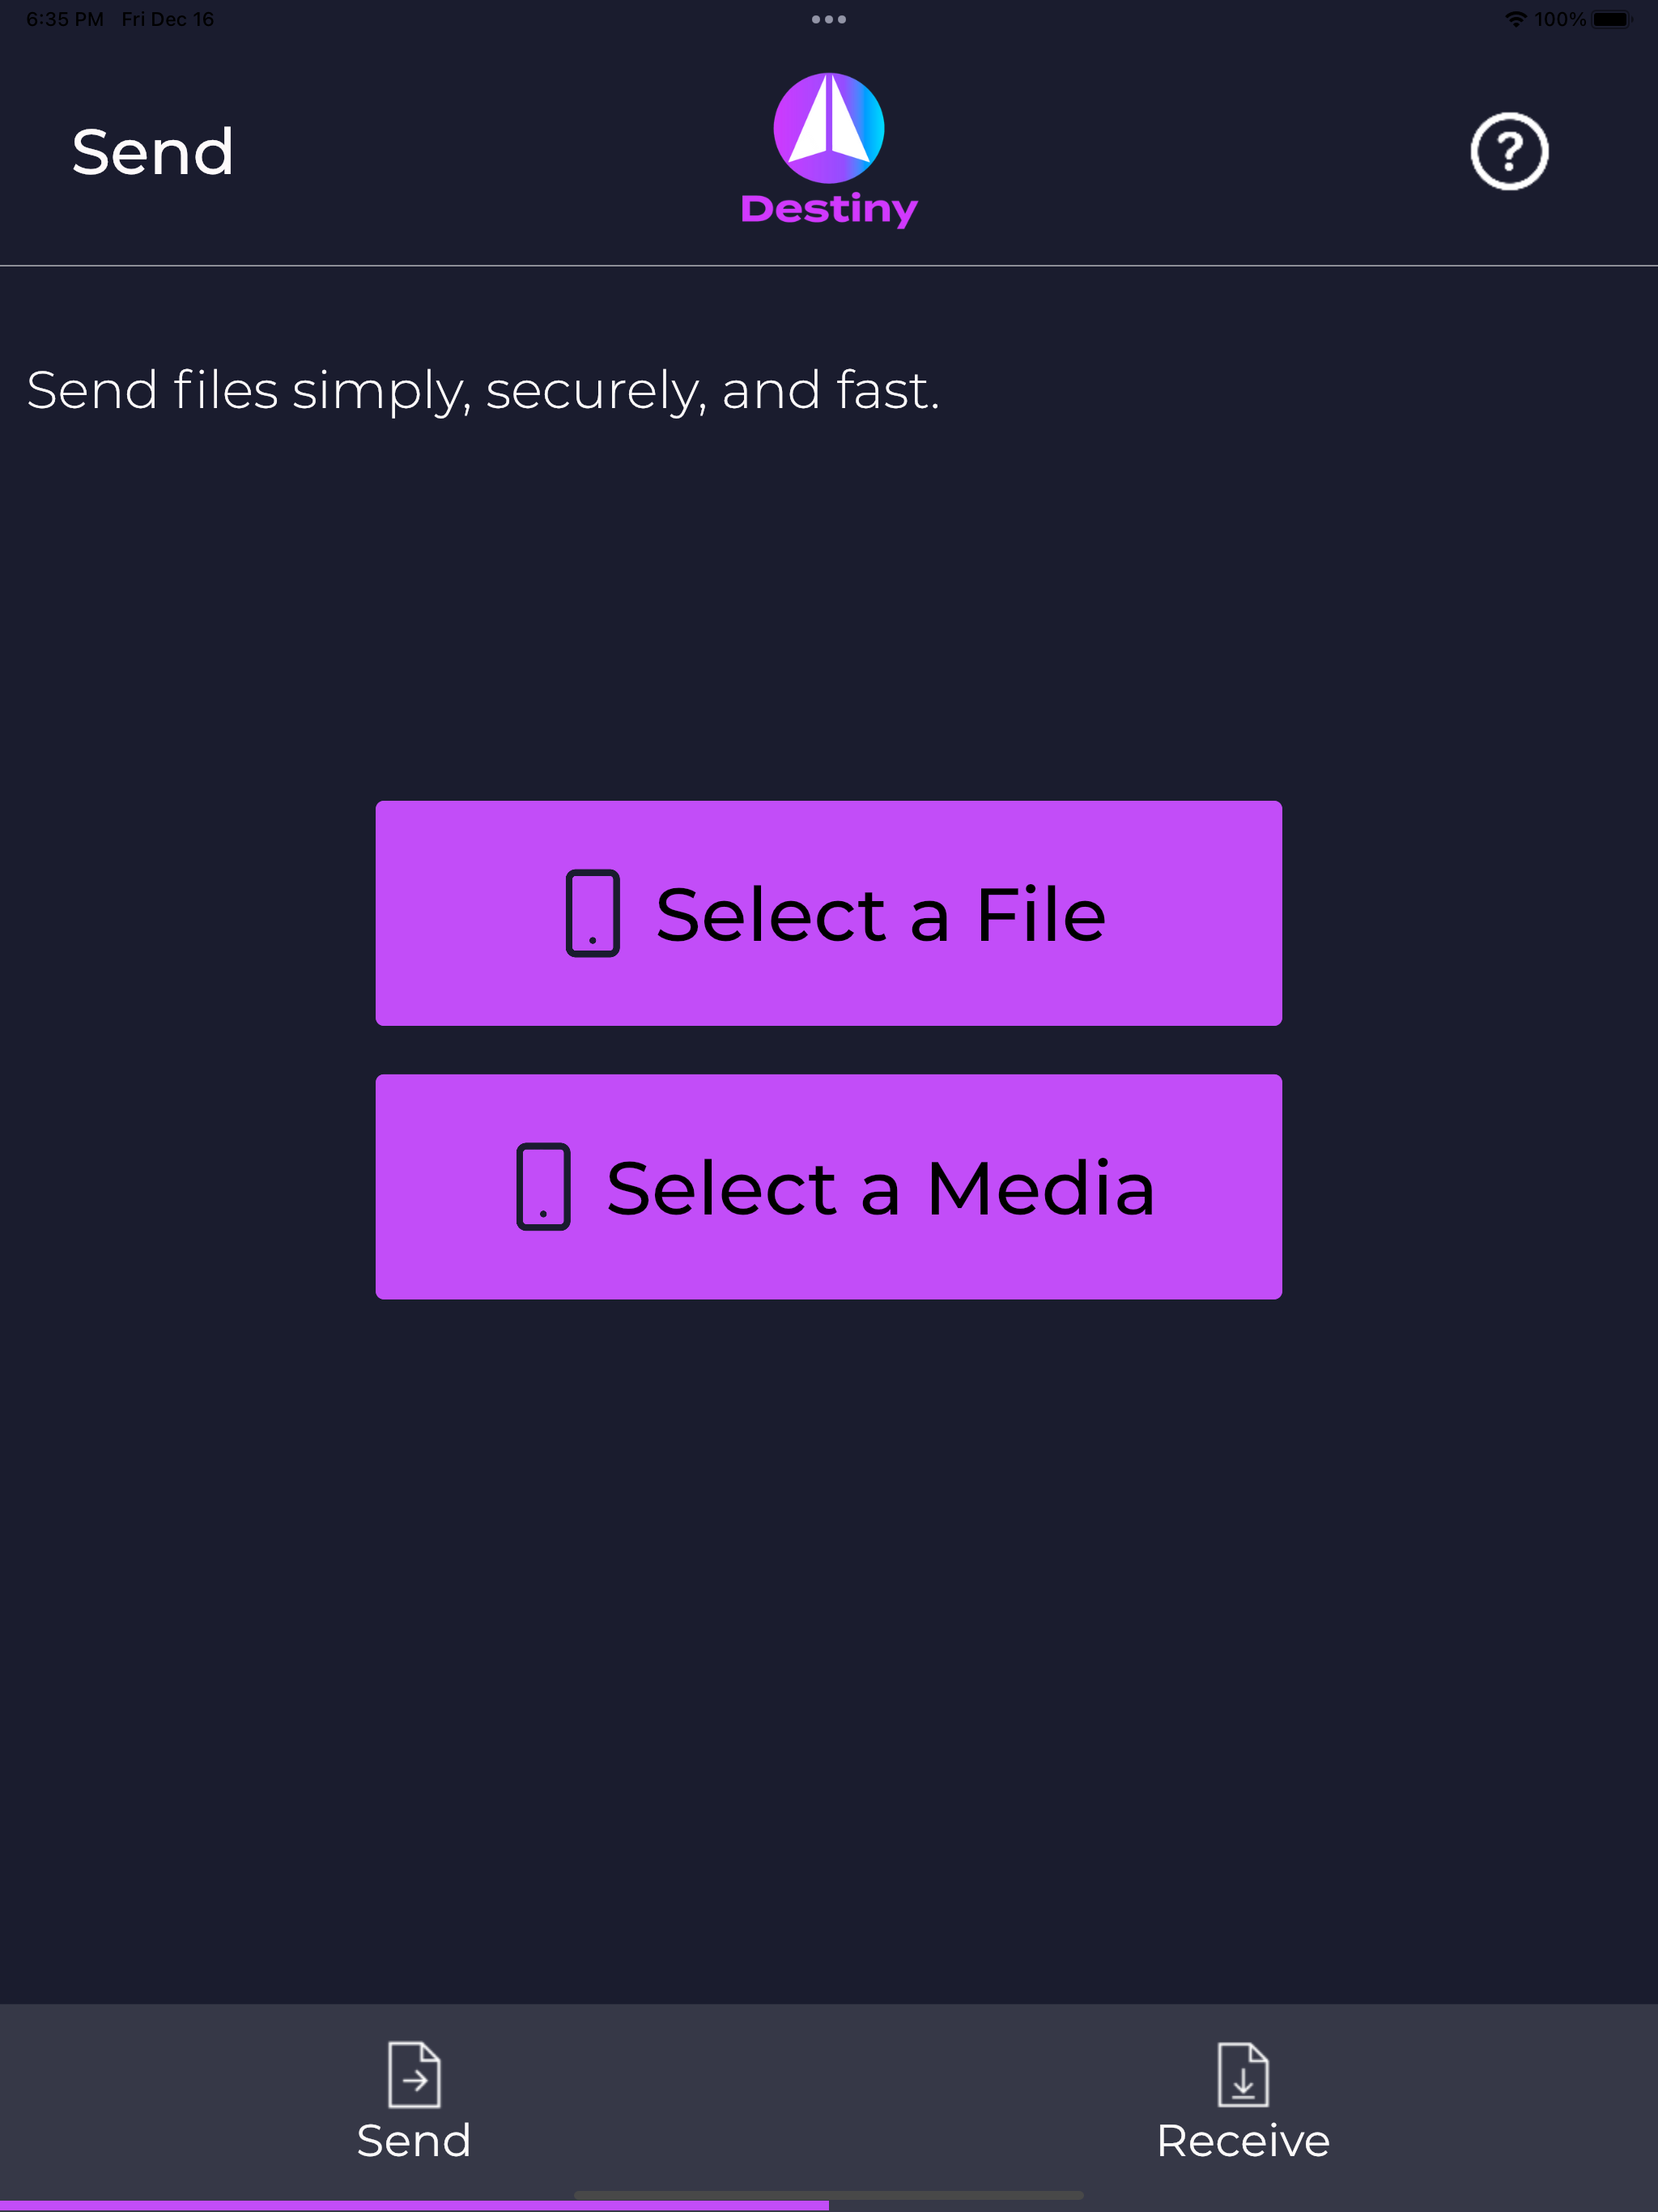 6:35 PM Fri Dec 16
100%
Send
Destiny
?
Send files simply, securely, and fast.
Select a File
Select a Media
Send
Receive